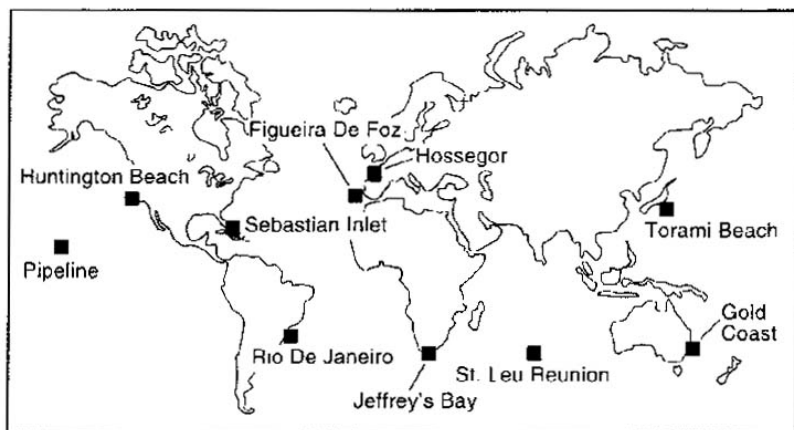 Figueira De Foz
Hossegor
Huntington Beach
Sebastian Inlet
Torami Beach
Pipeline
Gold
Coast
Rio De Janeiro
St. Leu Reunion
Jeffrey's Bay